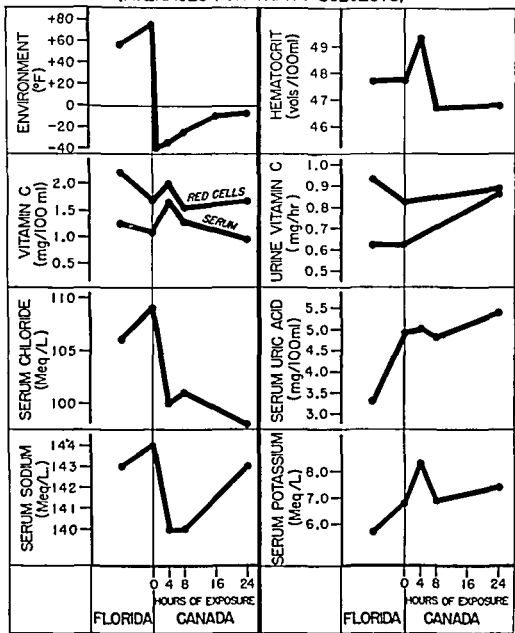 ENVIRONMENT
(°F)
+80
+60
+40
+20
0
-20
-40
HEMATOCRIT
(vols/100ml)
49
48
47
46
VITAMIN C
(mg/100 ml)
2.0
1.5
1.0
0.5
RED CELLS
SERUM
URINE VITAMIN C
(mg/hr)
1.0
0.9
0.8
0.7
0.6
0.5
SERUM CHLORIDE
(Meq/L)
110
105
100
SERUM URIC ACID
(mg/100ml)
5.5
5.0
4.5
4.0
3.5
3.0
SERUM SODIUM
(Meq/L.)
144
143
142
141
140
SERUM POTASSIUM
(Meq/L)
8.0
7.0
6.0
0 4 8 16 24
HOURS OF EXPOSURE
FLORIDA CANADA
0 4 8 16 24
HOURS OF EXPOSURE
FLORIDA CANADA